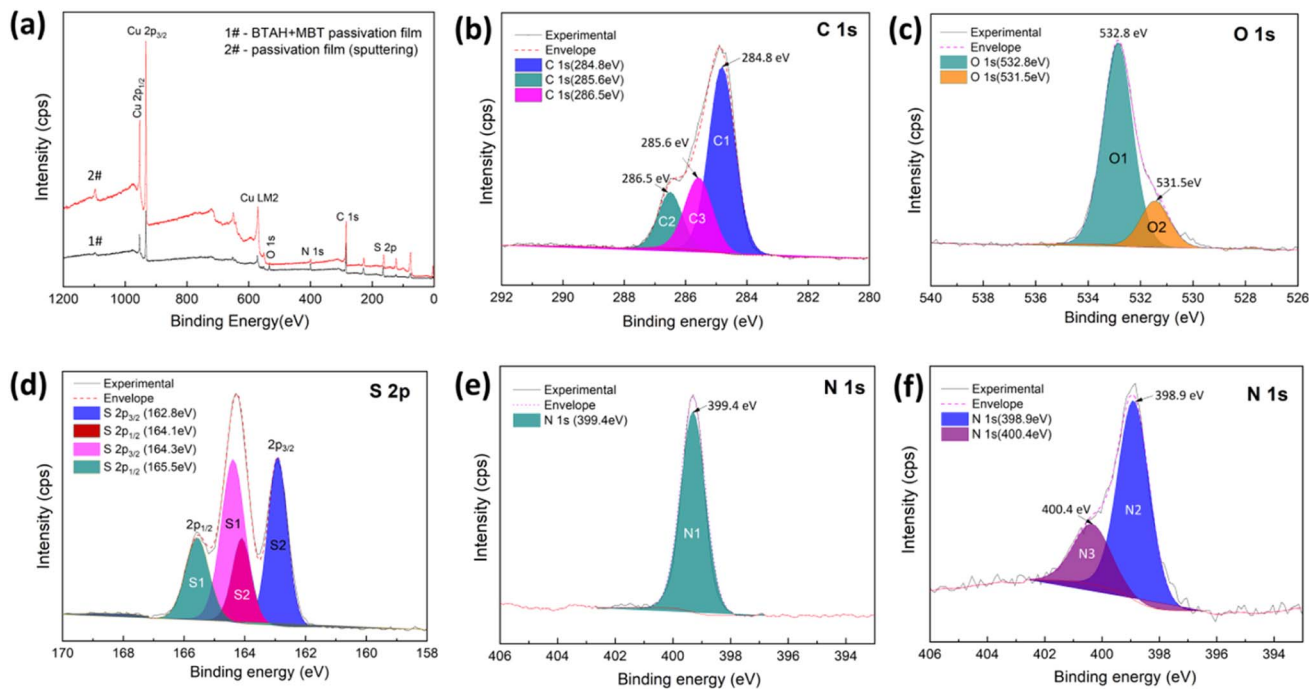 (a)
1# - BTAH+MBT passivation film
2# - passivation film (sputtering)
Cu 2p3/2
Cu 2p1/2
2#
1#
Cu LM2
O 1s
N 1s
C 1s
S 2p
Intensity (cps)
1200 1000 800 600 400 200 0
Binding Energy(eV)
(b)
C 1s
Experimental
Envelope
C 1s(284.8eV)
C 1s(285.6eV)
C 1s(286.5eV)
284.8 eV
285.6 eV
286.5 eV
C1
C2
C3
Intensity (cps)
292 290 288 286 284 282 280
Binding energy (eV)
(c)
O 1s
Experimental
Envelope
O 1s(532.8eV)
O 1s(531.5eV)
532.8 eV
531.5eV
O1
O2
Intensity (cps)
540 538 536 534 532 530 528 526
Binding energy (eV)
(d)
S 2p
Experimental
Envelope
S 2p3/2 (162.8eV)
S 2p1/2 (164.1eV)
S 2p3/2 (164.3eV)
S 2p1/2 (165.5eV)
2p3/2
2p1/2
S1
S2
S1
S2
Intensity (cps)
170 168 166 164 162 160 158
Binding energy (eV)
(e)
N 1s
Experimental
Envelope
N 1s (399.4eV)
399.4 eV
N1
Intensity (cps)
406 404 402 400 398 396 394
Binding energy (eV)
(f)
N 1s
Experimental
Envelope
N 1s(398.9eV)
N 1s(400.4eV)
398.9 eV
400.4 eV
N2
N3
Intensity (cps)
406 404 402 400 398 396 394
Binding energy (eV)